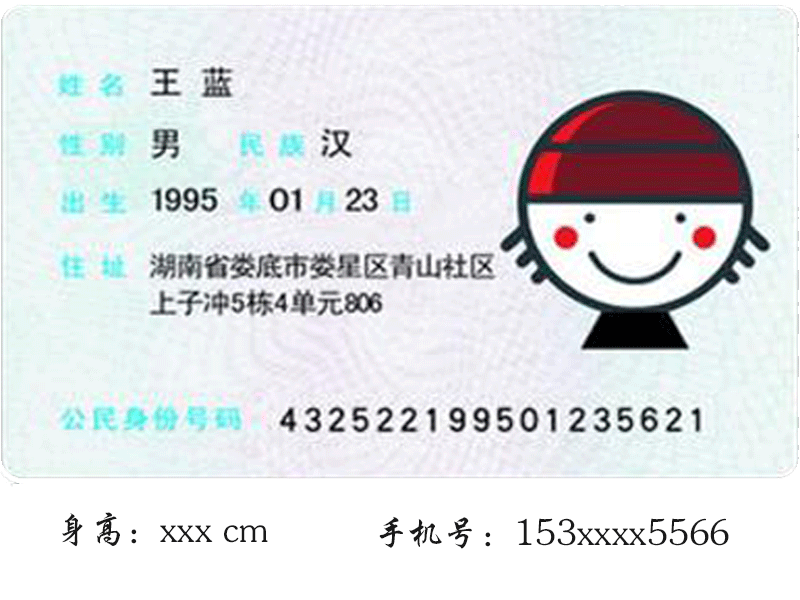 姓名 王蓝
性别 男 民族 汉
出生 1995 年 01 月 23 日
住址 湖南省娄底市娄星区青山社区
上子冲5栋4单元806
公民身份号码 432522199501235621
身高：xxx cm 手机号：153xxxx5566